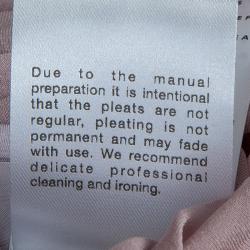 Due to the manual
preparation it is intentional
that the pleats are not
regular, pleating is not
permanent and may fade
with use. We recommend
delicate professional
cleaning and ironing.